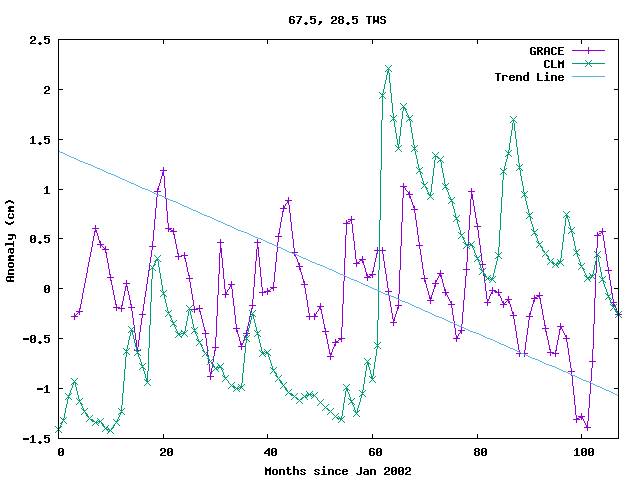 67.5, 28.5 TWS
GRACE
CLM
Trend Line
2.5
2
1.5
1
0.5
0
-0.5
-1
-1.5
Anomaly (cm)
0 20 40 60 80 100
Months since Jan 2002